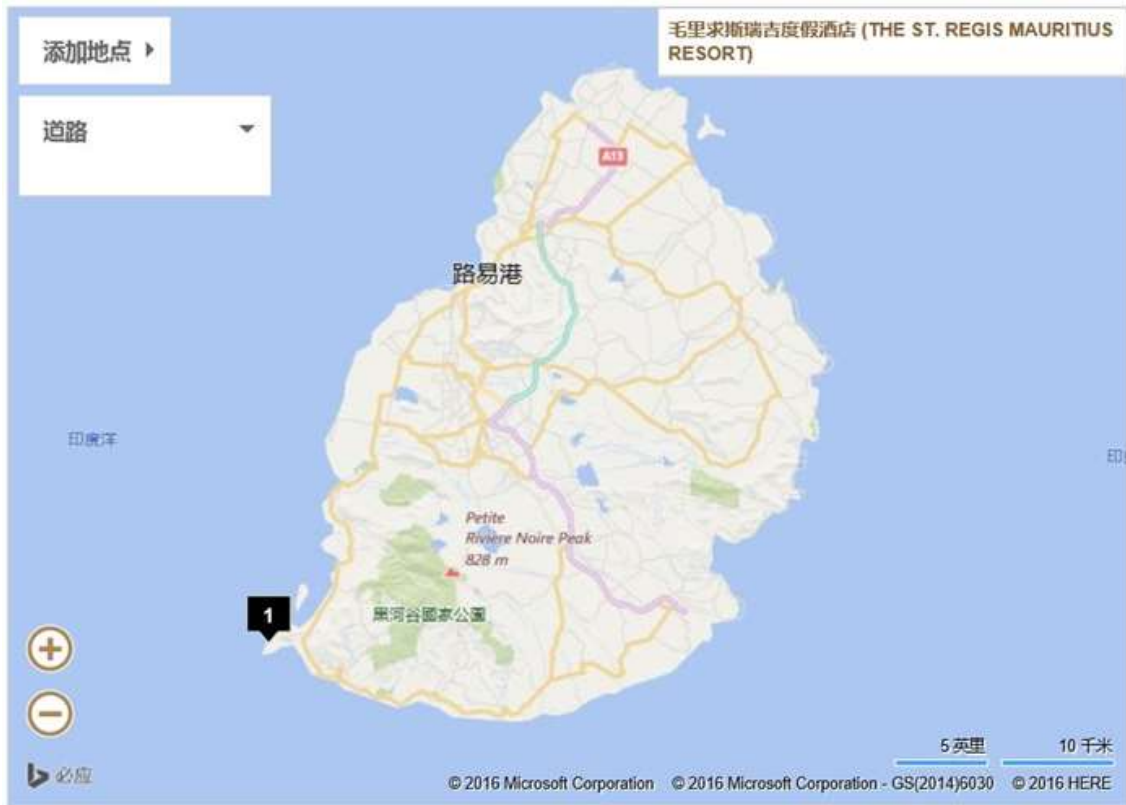 添加地点
毛里求斯瑞吉度假酒店 (THE ST. REGIS MAURITIUS
RESORT)
道路
A13
路易港
印度洋
Petite
Rivière Noire Peak
828 m
1
黑河谷國家公園
5 英里
10 千米
必应
© 2016 Microsoft Corporation © 2016 Microsoft Corporation - GS(2014)6030 © 2016 HERE